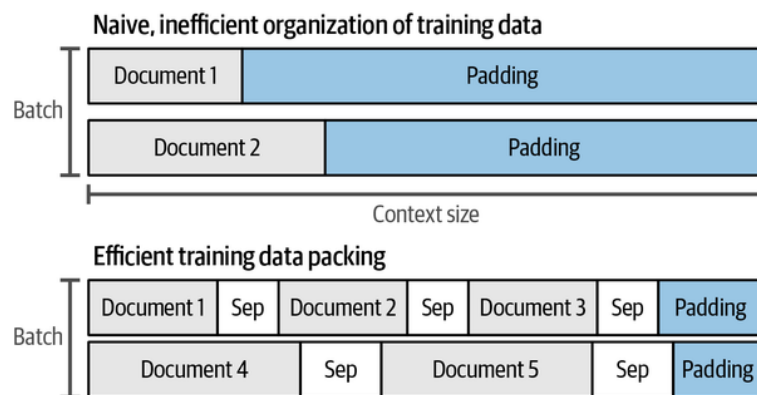 Naive, inefficient organization of training data
Document 1 Padding
Batch
Document 2 Padding
Context size
Efficient training data packing
Document 1 Sep Document 2 Sep Document 3 Sep Padding
Batch
Document 4 Sep Document 5 Sep Padding